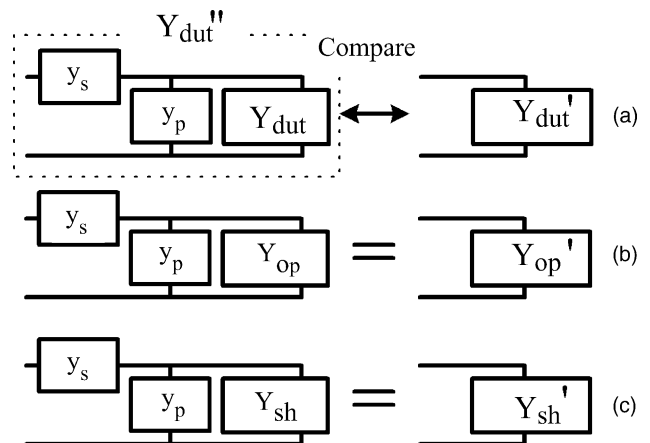 Y_dut"
Compare
y_s y_p Y_dut Y_dut' (a)
y_s y_p Y_op = Y_op' (b)
y_s y_p Y_sh = Y_sh' (c)